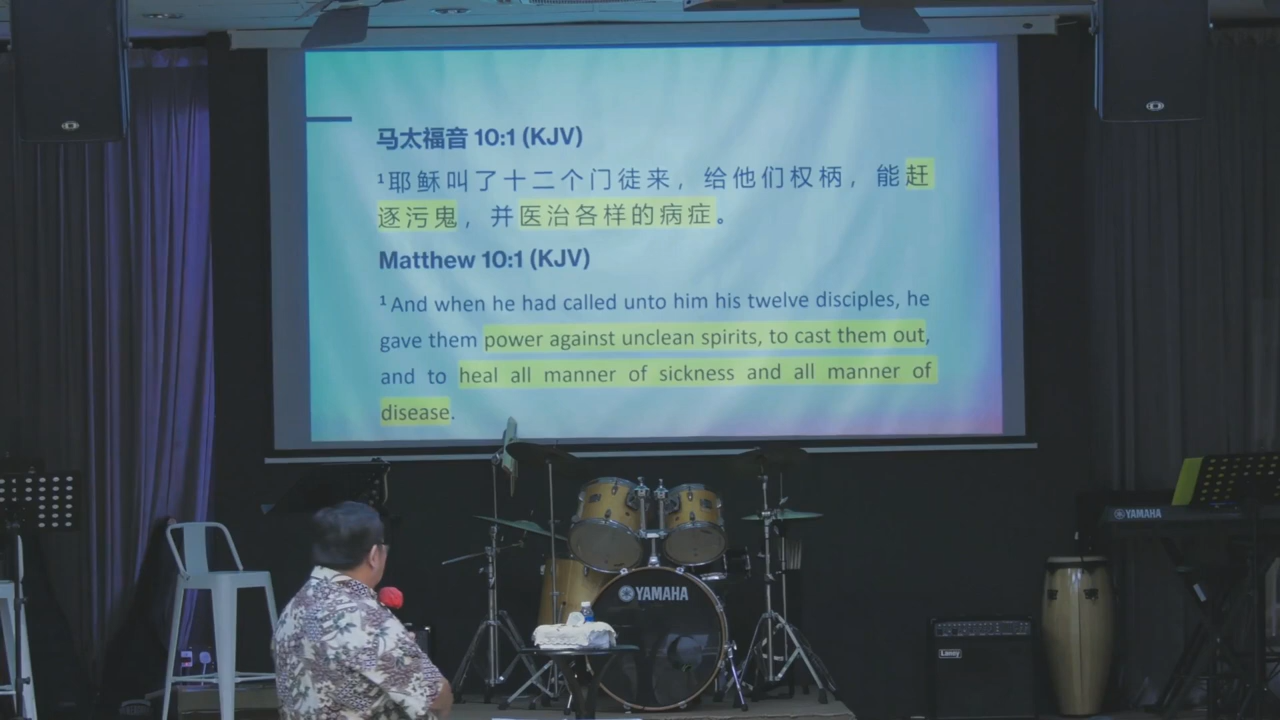 马太福音 10:1 (KJV)
¹耶稣叫了十二个门徒来，给他们权柄，能赶
逐污鬼，并医治各样的病症。
Matthew 10:1 (KJV)
¹ And when he had called unto him his twelve disciples, he
gave them power against unclean spirits, to cast them out,
and to heal all manner of sickness and all manner of
disease.
YAMAHA
YAMAHA
Laney